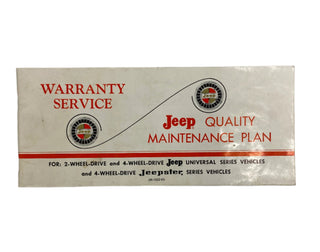 WARRANTY
SERVICE
Jeep QUALITY
MAINTENANCE PLAN
FOR: 2-WHEEL-DRIVE and 4-WHEEL-DRIVE Jeep UNIVERSAL SERIES VEHICLES
and 4-WHEEL-DRIVE Jeepster SERIES VEHICLES